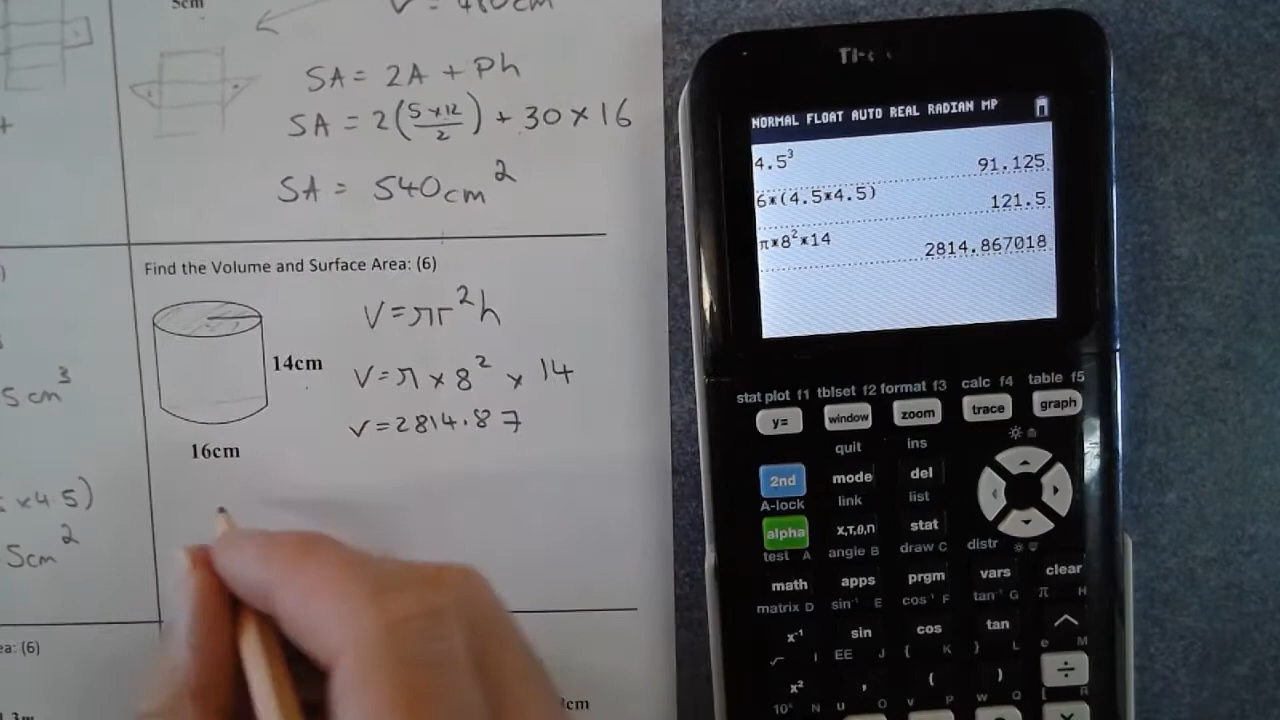 5cm
SA = 2A + Ph
SA = 2(5×12/2) + 30×16
SA = 540cm²
Find the Volume and Surface Area: (6)
14cm
16cm
V=πr²h
V=π×8²×14
V=2814.87
5cm³
×4.5)
5cm²
ea: (6)
NORMAL FLOAT AUTO REAL RADIAN MP
4.5³ 91.125
6*(4.5*4.5) 121.5
π*8²*14 2814.867018
stat plot f1 tblset f2 format f3 calc f4 table f5
y= window zoom trace graph
quit ins
2nd mode del
A-lock link list
alpha X,T,θ,n stat
test A angle B draw C distr
math apps prgm vars clear
matrix D sin⁻¹ E cos⁻¹ F tan⁻¹ G π H
x⁻¹ sin cos tan ^
√ I EE J { K } L e M
x² , ( ) ÷
10ˣ N u O v P w Q [ R